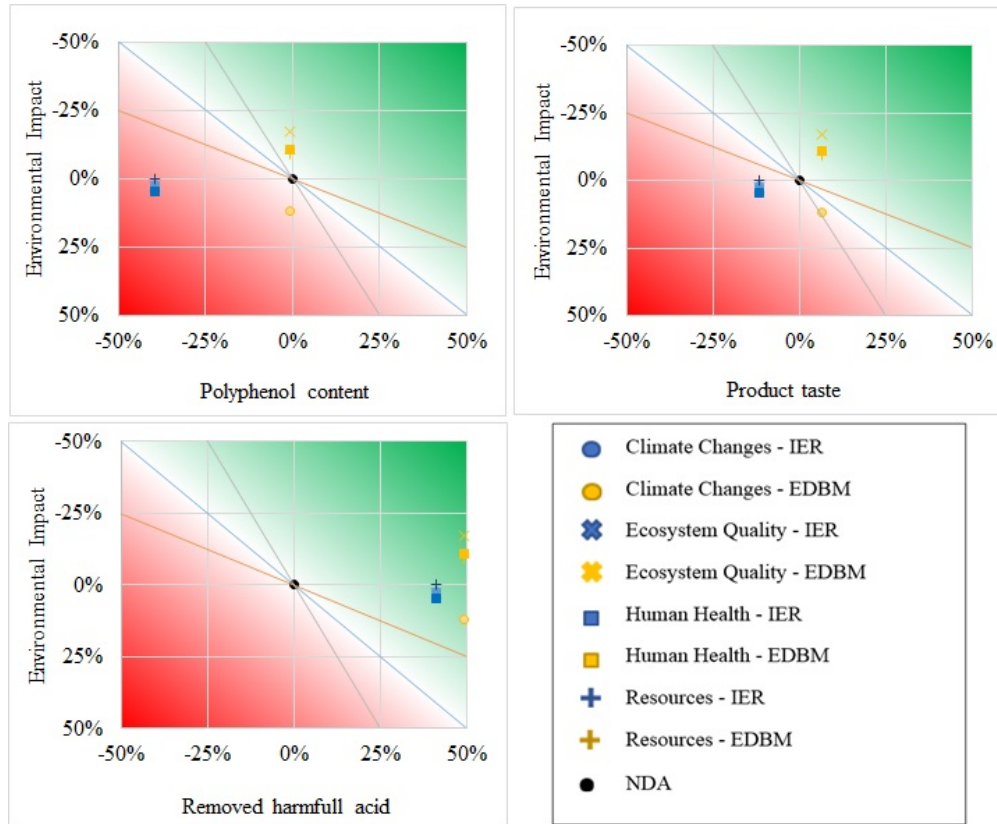 -50%
-25%
0%
25%
50%
Environmental Impact
-50% -25% 0% 25% 50%
Polyphenol content
-50%
-25%
0%
25%
50%
Environmental Impact
-50% -25% 0% 25% 50%
Product taste
-50%
-25%
0%
25%
50%
Environmental Impact
-50% -25% 0% 25% 50%
Removed harmfull acid
Climate Changes - IER
Climate Changes - EDBM
Ecosystem Quality - IER
Ecosystem Quality - EDBM
Human Health - IER
Human Health - EDBM
Resources - IER
Resources - EDBM
NDA